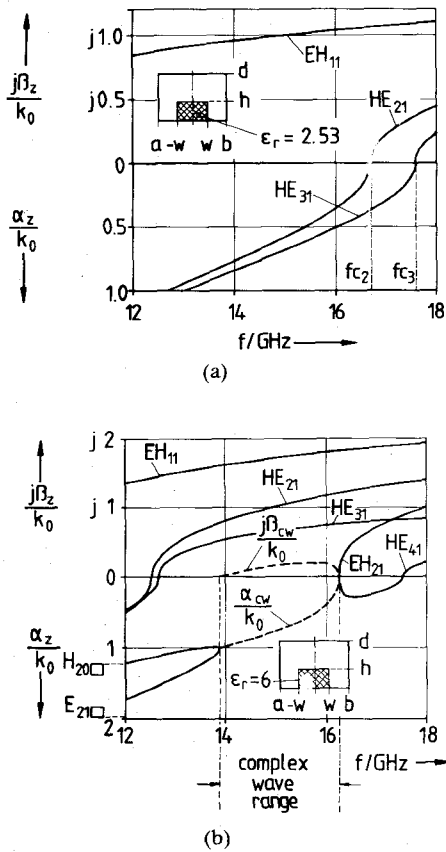 j1.0
EH₁₁
jβz/k₀
d
j0.5
h
HE₂₁
a -w w b
εr = 2.53
0
HE₃₁
αz/k₀
0.5
fc₂
fc₃
1.0
12 14 16 18
f/GHz
(a)
j 2
EH₁₁
HE₂₁
jβz/k₀
j 1
HE₃₁
jβcw/k₀
HE₄₁
EH₂₁
0
αcw/k₀
αz/k₀
1
d
H₂₀□
h
εr=6
E₂₁□
a -w w b
2
12 14 16 18
complex
wave
range
f/GHz
(b)